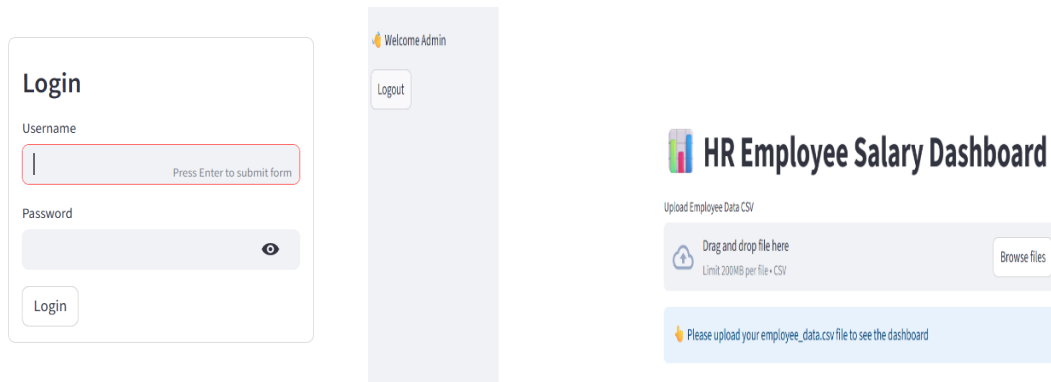 Login
Username
Press Enter to submit form
Password
Login
Welcome Admin
Logout
HR Employee Salary Dashboard
Upload Employee Data CSV
Drag and drop file here
Limit 200MB per file • CSV
Browse files
Please upload your employee_data.csv file to see the dashboard